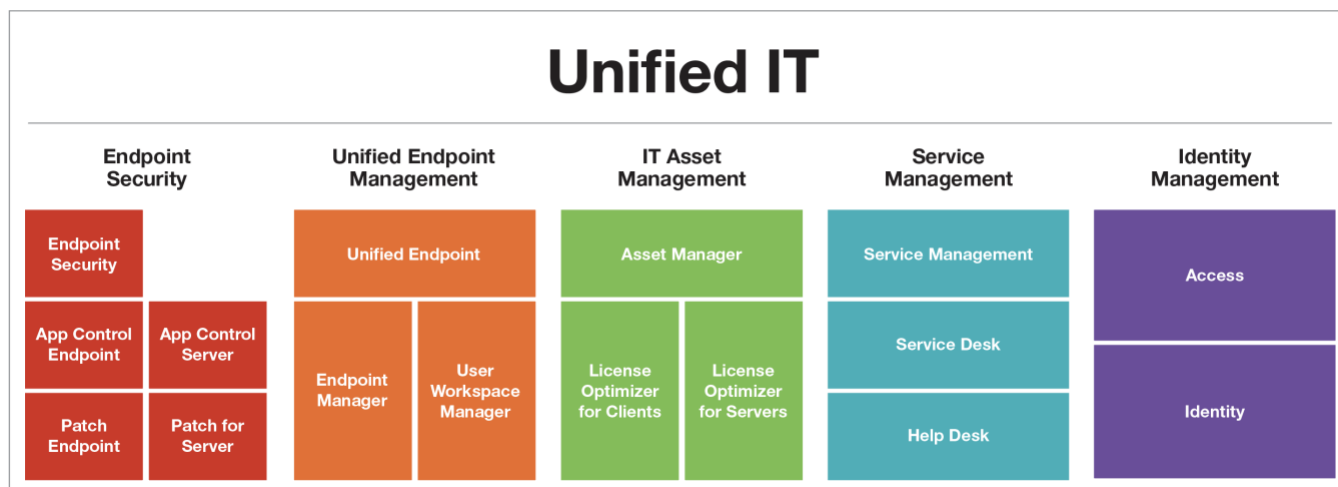 Unified IT
Endpoint
Security
Unified Endpoint
Management
IT Asset
Management
Service
Management
Identity
Management
Endpoint
Security
App Control
Endpoint
App Control
Server
Patch
Endpoint
Patch for
Server
Unified Endpoint
Endpoint
Manager
User
Workspace
Manager
Asset Manager
License
Optimizer
for Clients
License
Optimizer
for Servers
Service Management
Service Desk
Help Desk
Access
Identity